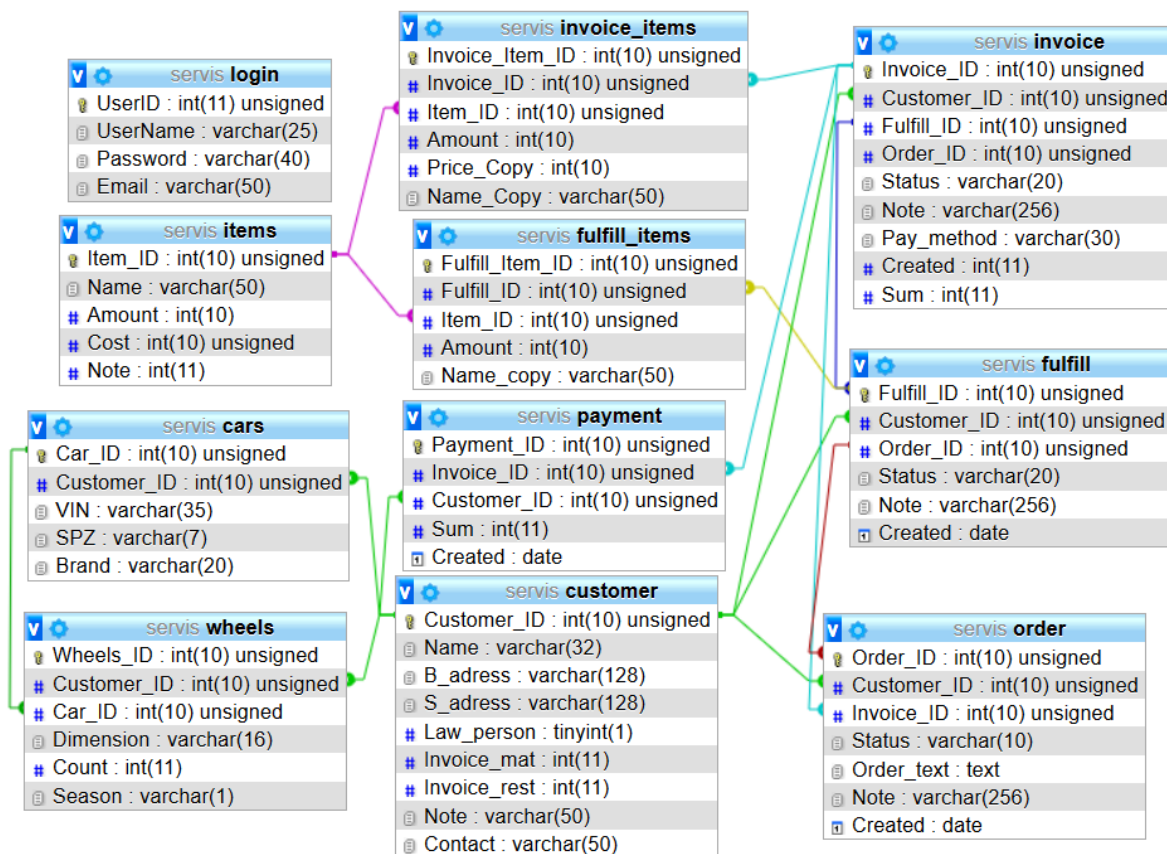 servis login
UserID : int(11) unsigned
UserName : varchar(25)
Password : varchar(40)
Email : varchar(50)
servis items
Item_ID : int(10) unsigned
Name : varchar(50)
Amount : int(10)
Cost : int(10) unsigned
Note : int(11)
servis cars
Car_ID : int(10) unsigned
Customer_ID : int(10) unsigned
VIN : varchar(35)
SPZ : varchar(7)
Brand : varchar(20)
servis wheels
Wheels_ID : int(10) unsigned
Customer_ID : int(10) unsigned
Car_ID : int(10) unsigned
Dimension : varchar(16)
Count : int(11)
Season : varchar(1)
servis invoice_items
Invoice_Item_ID : int(10) unsigned
Invoice_ID : int(10) unsigned
Item_ID : int(10) unsigned
Amount : int(10)
Price_Copy : int(10)
Name_Copy : varchar(50)
servis fulfill_items
Fulfill_Item_ID : int(10) unsigned
Fulfill_ID : int(10) unsigned
Item_ID : int(10) unsigned
Amount : int(10)
Name_copy : varchar(50)
servis payment
Payment_ID : int(10) unsigned
Invoice_ID : int(10) unsigned
Customer_ID : int(10) unsigned
Sum : int(11)
Created : date
servis customer
Customer_ID : int(10) unsigned
Name : varchar(32)
B_adress : varchar(128)
S_adress : varchar(128)
Law_person : tinyint(1)
Invoice_mat : int(11)
Invoice_rest : int(11)
Note : varchar(50)
Contact : varchar(50)
servis invoice
Invoice_ID : int(10) unsigned
Customer_ID : int(10) unsigned
Fulfill_ID : int(10) unsigned
Order_ID : int(10) unsigned
Status : varchar(20)
Note : varchar(256)
Pay_method : varchar(30)
Created : int(11)
Sum : int(11)
servis fulfill
Fulfill_ID : int(10) unsigned
Customer_ID : int(10) unsigned
Order_ID : int(10) unsigned
Status : varchar(20)
Note : varchar(256)
Created : date
servis order
Order_ID : int(10) unsigned
Customer_ID : int(10) unsigned
Invoice_ID : int(10) unsigned
Status : varchar(10)
Order_text : text
Note : varchar(256)
Created : date